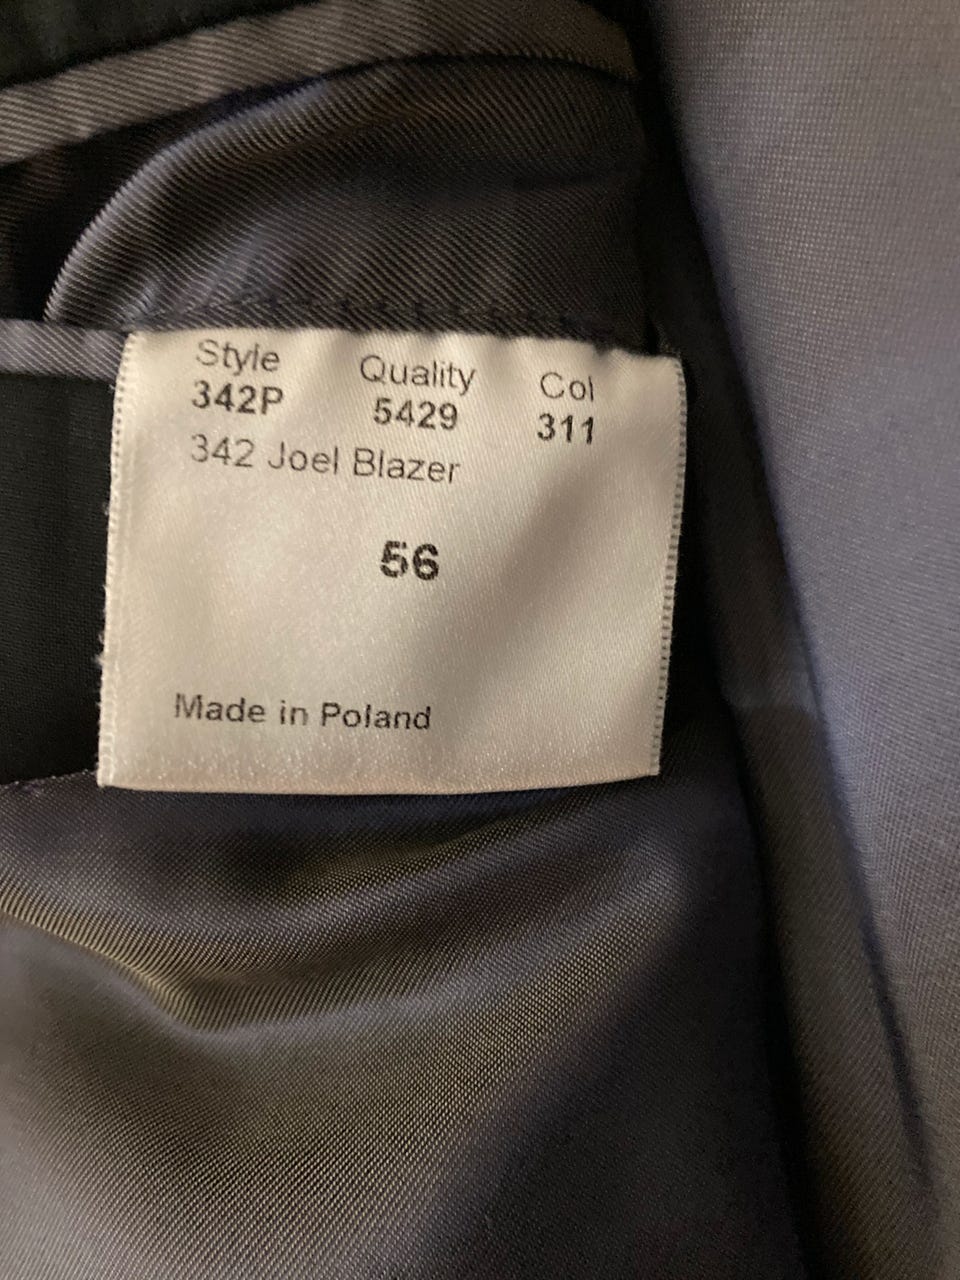 Style Quality Col
342P 5429 311
342 Joel Blazer
56
Made in Poland